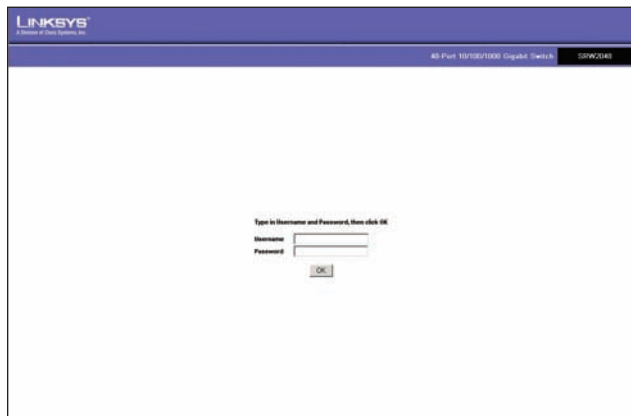 LINKSYS®
A Division of Cisco Systems, Inc.
48-Port 10/100/1000 Gigabit Switch SRW2048
Type in Username and Password, then click OK
Username
Password
OK